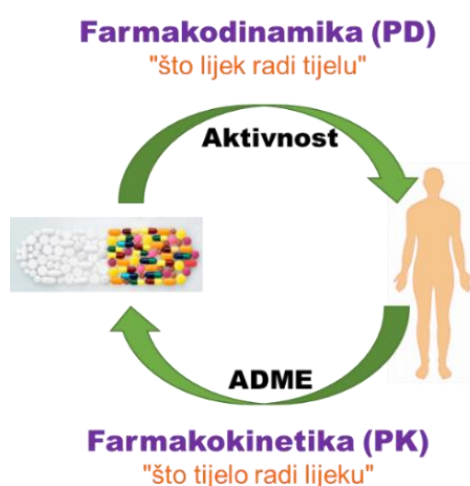 Farmakodinamika (PD)
"što lijek radi tijelu"
Aktivnost
ADME
Farmakokinetika (PK)
"što tijelo radi lijeku"